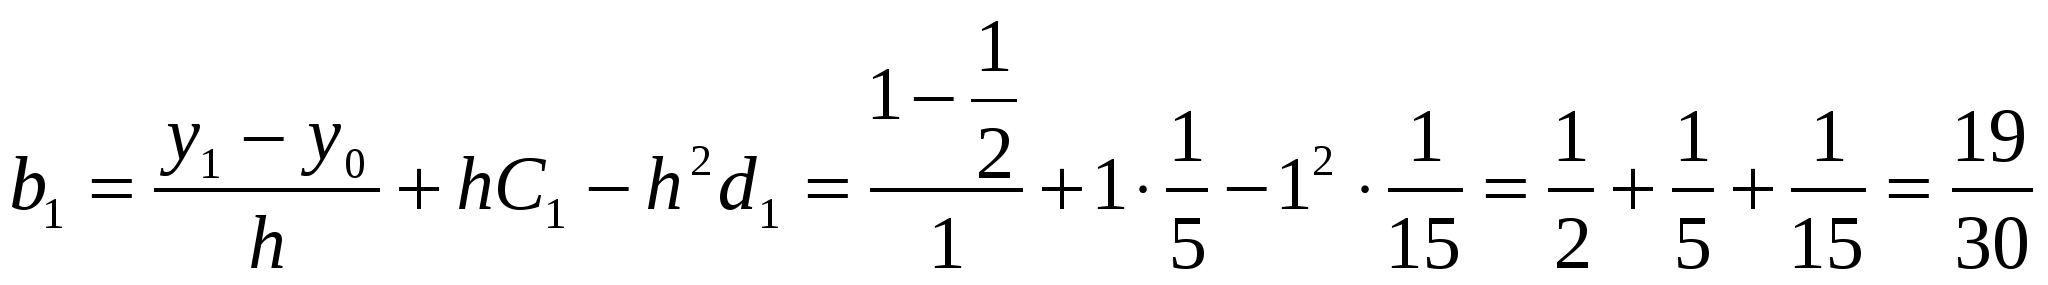 b₁ = (y₁ − y₀)/h + hC₁ − h²d₁ = (1 − 1/2)/1 + 1·1/5 − 1²·1/15 = 1/2 + 1/5 + 1/15 = 19/30